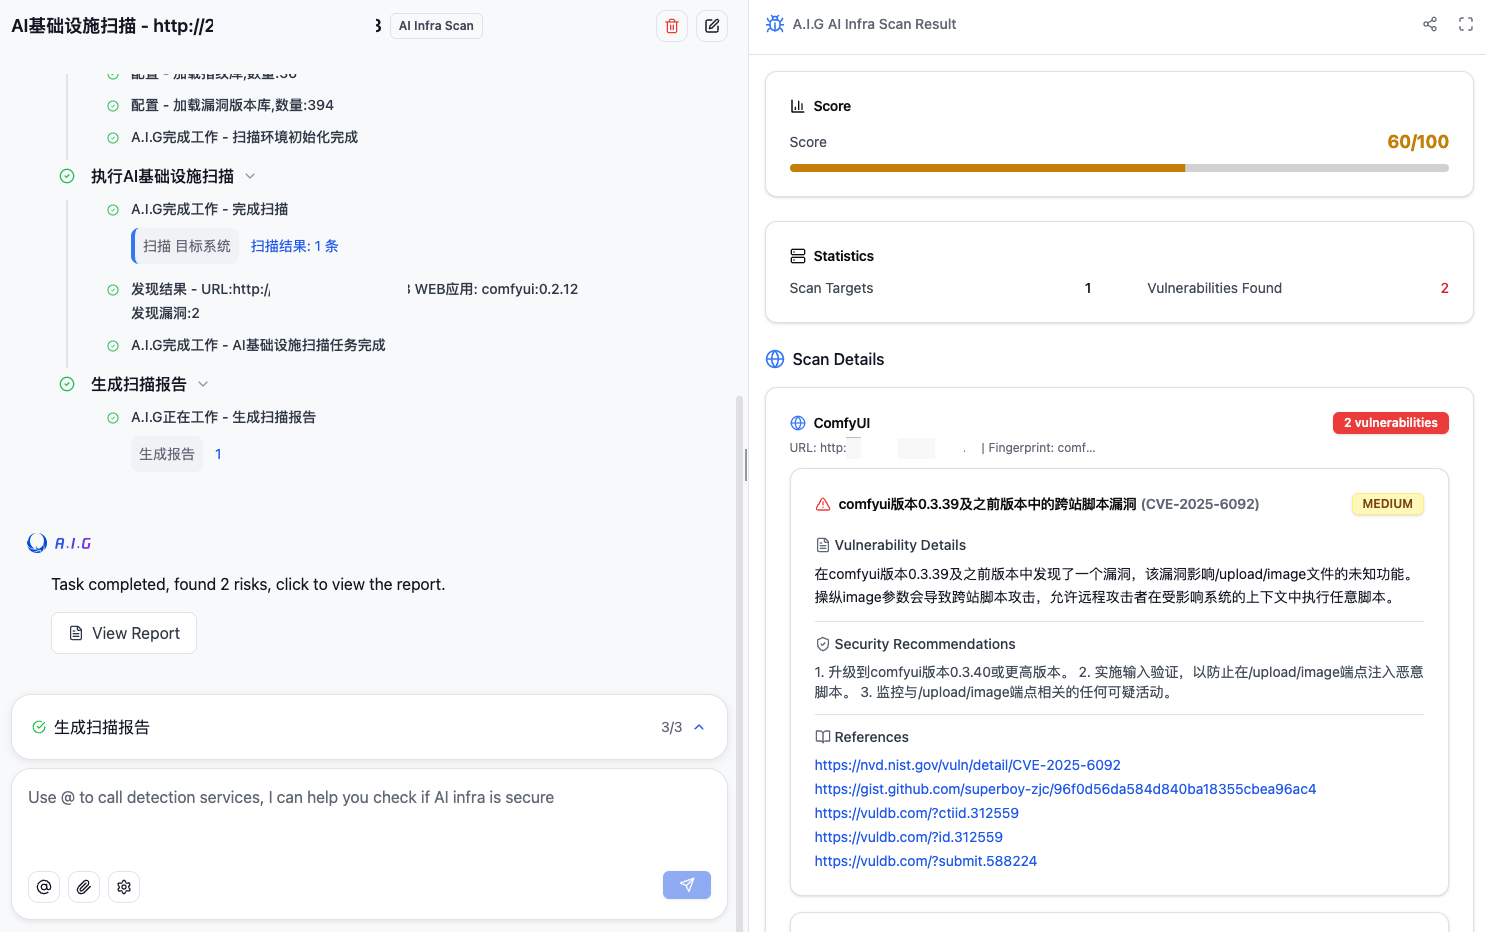 AI基础设施扫描 - http://2 3 AI Infra Scan
配置 - 加载指纹库,数量:36
配置 - 加载漏洞版本库,数量:394
A.I.G完成工作 - 扫描环境初始化完成
执行AI基础设施扫描
A.I.G完成工作 - 完成扫描
扫描 目标系统 扫描结果: 1 条
发现结果 - URL:http:/ WEB应用: comfyui:0.2.12
发现漏洞:2
A.I.G完成工作 - AI基础设施扫描任务完成
生成扫描报告
A.I.G正在工作 - 生成扫描报告
生成报告 1
A.I.G
Task completed, found 2 risks, click to view the report.
View Report
生成扫描报告 3/3
Use @ to call detection services, I can help you check if AI infra is secure
A.I.G AI Infra Scan Result
Score
Score 60/100
Statistics
Scan Targets 1 Vulnerabilities Found 2
Scan Details
ComfyUI 2 vulnerabilities
URL: http: . | Fingerprint: comf...
comfyui版本0.3.39及之前版本中的跨站脚本漏洞 (CVE-2025-6092) MEDIUM
Vulnerability Details
在comfyui版本0.3.39及之前版本中发现了一个漏洞，该漏洞影响/upload/image文件的未知功能。
操纵image参数会导致跨站脚本攻击，允许远程攻击者在受影响系统的上下文中执行任意脚本。
Security Recommendations
1. 升级到comfyui版本0.3.40或更高版本。 2. 实施输入验证，以防止在/upload/image端点注入恶意
脚本。 3. 监控与/upload/image端点相关的任何可疑活动。
References
https://nvd.nist.gov/vuln/detail/CVE-2025-6092
https://gist.github.com/superboy-zjc/96f0d56da584d840ba18355cbea96ac4
https://vuldb.com/?ctiid.312559
https://vuldb.com/?id.312559
https://vuldb.com/?submit.588224